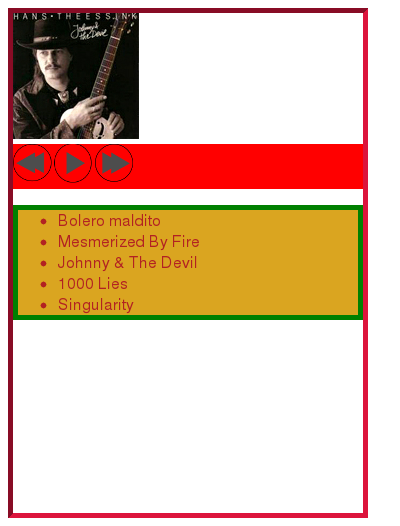 HANS•THEESSINK
Johnny & the Devil
Bolero maldito
Mesmerized By Fire
Johnny & The Devil
1000 Lies
Singularity